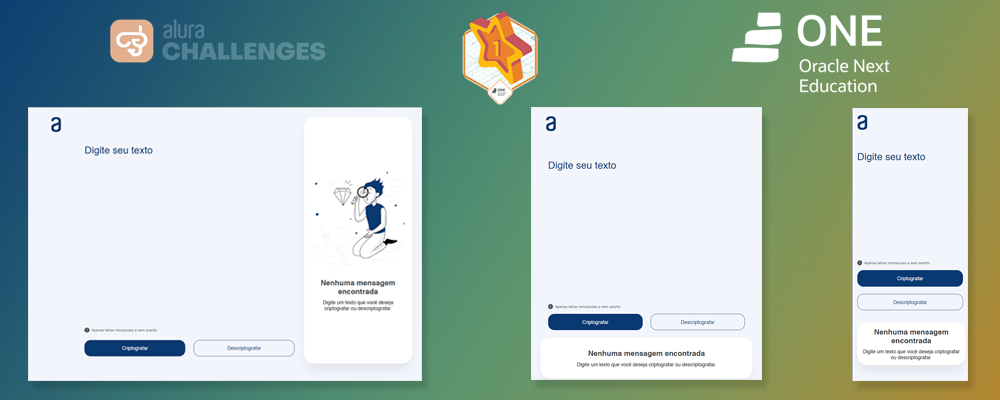 alura
CHALLENGES
1
ONE
ONE
Oracle Next
Education
a
Digite seu texto
Nenhuma mensagem
encontrada
Digite um texto que você deseja
criptografar ou descriptografar.
Apenas letras minúsculas e sem acento.
Criptografar
Descriptografar
a
Digite seu texto
Apenas letras minúsculas e sem acento.
Criptografar
Descriptografar
Nenhuma mensagem encontrada
Digite um texto que você deseja criptografar ou descriptografar.
a
Digite seu texto
Apenas letras minúsculas e sem acento.
Criptografar
Descriptografar
Nenhuma mensagem
encontrada
Digite um texto que você deseja criptografar
ou descriptografar.